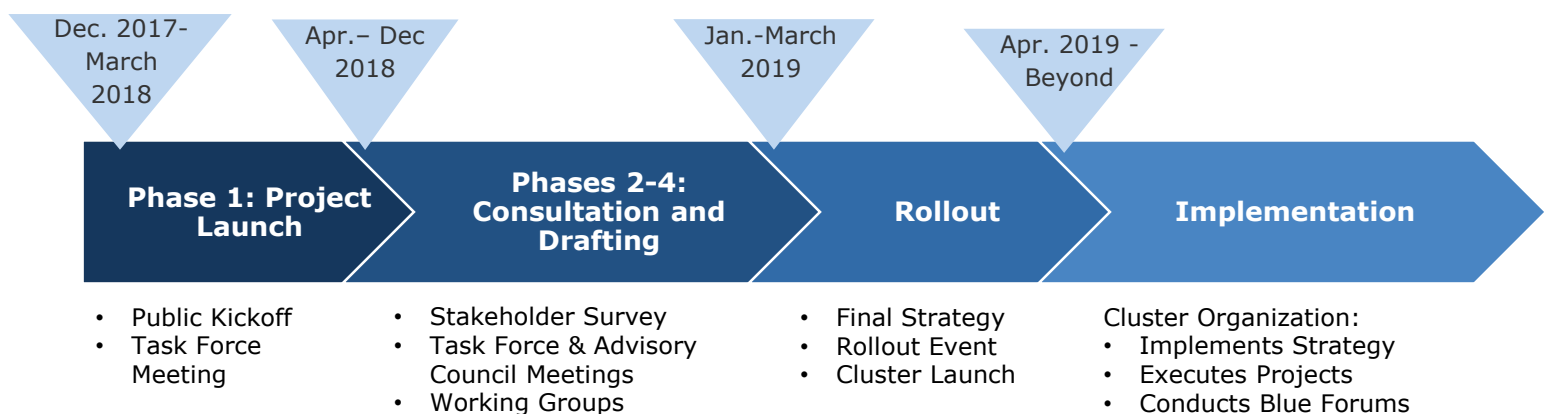 Dec. 2017-
March
2018
Apr.– Dec
2018
Jan.-March
2019
Apr. 2019 -
Beyond
Phase 1: Project
Launch
Phases 2-4:
Consultation and
Drafting
Rollout
Implementation
• Public Kickoff
• Task Force
Meeting
• Stakeholder Survey
• Task Force & Advisory
Council Meetings
• Working Groups
• Final Strategy
• Rollout Event
• Cluster Launch
Cluster Organization:
• Implements Strategy
• Executes Projects
• Conducts Blue Forums